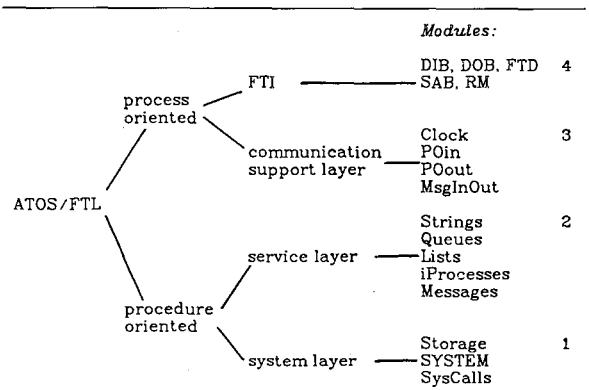 Modules:
DIB, DOB, FTD 4
FTI SAB, RM
process
oriented
Clock 3
communication POin
support layer POout
MsgInOut
ATOS/FTL
Strings 2
Queues
service layer Lists
iProcesses
Messages
procedure
oriented
Storage 1
system layer SYSTEM
SysCalls